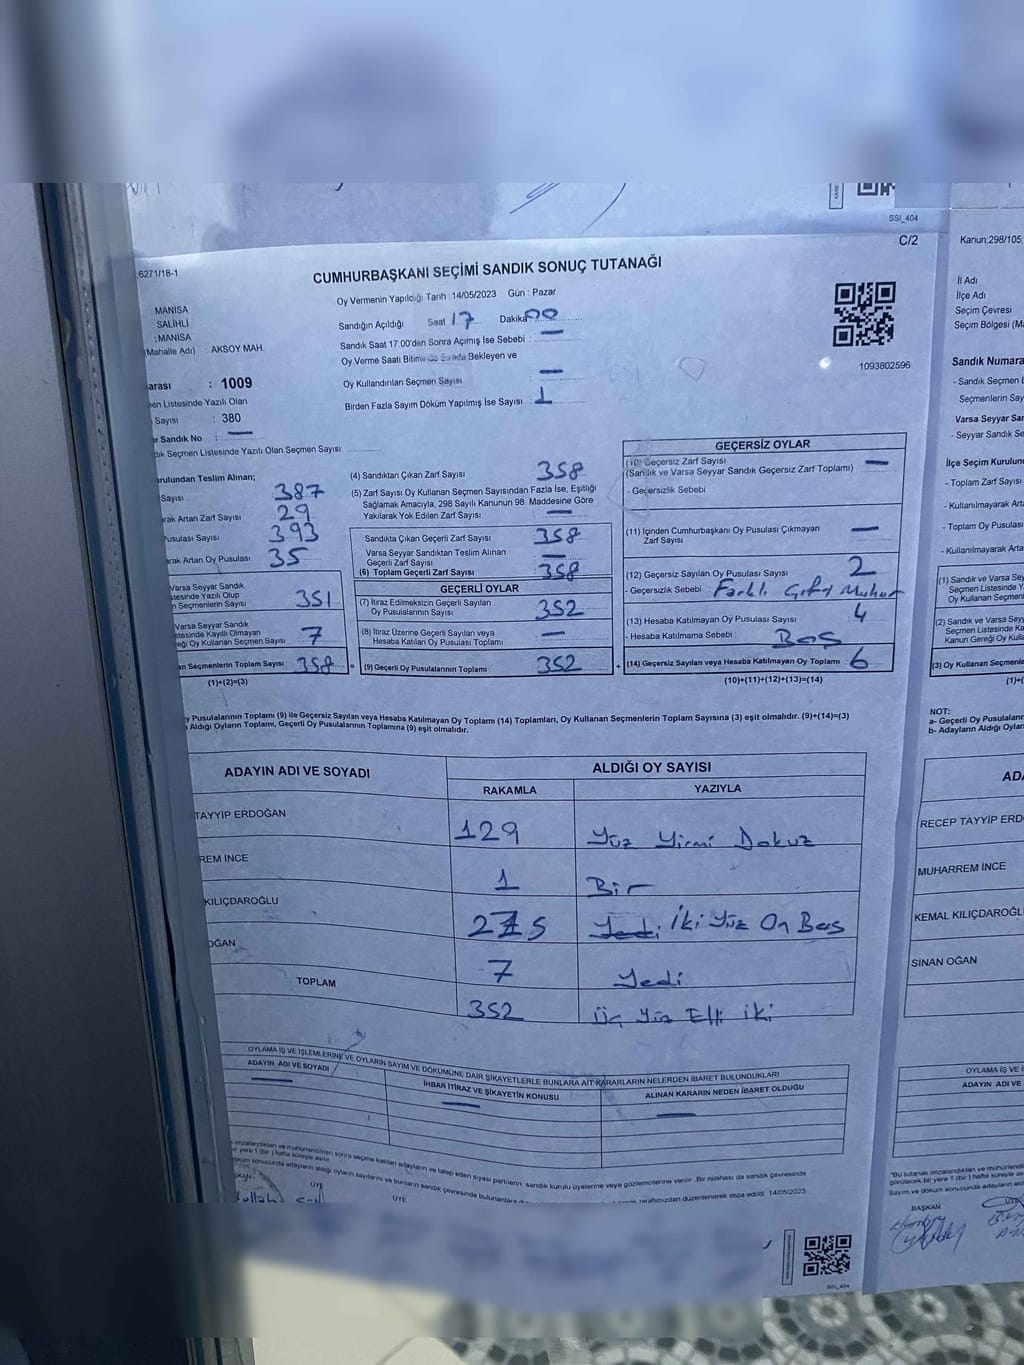 SSI_404
C/2
6271/18-1
CUMHURBAŞKANI SEÇİMİ SANDIK SONUÇ TUTANAĞI
Oy Vermenin Yapıldığı Tarih :14/05/2023 Gün : Pazar
MANİSA
SALİHLİ
:MANİSA
(Mahalle Adı) : AKSOY MAH.
Sandığın Açıldığı Saat 17 Dakika 00
Sandık Saat 17:00'den Sonra Açımış İse Sebebi :
Oy Verme Saati Bitiminde Sırada Bekleyen ve
Oy Kullandırılan Seçmen Sayısı
Birden Fazla Sayım Döküm Yapılmış İse Sayısı : 1
1093802596
arası : 1009
en Listesinde Yazılı Olan
Sayısı : 380
r Sandık No :
dık Seçmen Listesinde Yazılı Olan Seçmen Sayısı:
urulundan Teslim Alınan;
Sayısı 387
arak Artan Zarf Sayısı 29
usulası Sayısı 393
arak Artan Oy Pusulası 35
Varsa Seyyar Sandık
stesinde Yazılı Olup
n Seçmenlerin Sayısı 351
Varsa Seyyar Sandık
stesinde Kayıtlı Olmayan
eği Oy Kullanan Seçmen Sayısı 7
an Seçmenlerin Toplam Sayısı 358 =
(1)+(2)=(3)
(4) Sandıktan Çıkan Zarf Sayısı 358
(5) Zarf Sayısı Oy Kullanan Seçmen Sayısından Fazla İse, Eşitliği
Sağlamak Amacıyla, 298 Sayılı Kanunun 98. Maddesine Göre
Yakılarak Yok Edilen Zarf Sayısı
Sandıkta Çıkan Geçerli Zarf Sayısı 358
Varsa Seyyar Sandıktan Teslim Alınan
Geçerli Zarf Sayısı
(6) Toplam Geçerli Zarf Sayısı 358
GEÇERLİ OYLAR
(7) İtiraz Edilmeksizin Geçerli Sayılan
Oy Pusulalarının Sayısı 352
(8) İtiraz Üzerine Geçerli Sayılan veya
Hesaba Katılan Oy Pusulası Toplamı
(9) Geçerli Oy Pusulalarının Toplamı 352 +
GEÇERSİZ OYLAR
(10) Geçersiz Zarf Sayısı
(Sandık ve Varsa Seyyar Sandık Geçersiz Zarf Toplamı)
- Geçersizlik Sebebi
(11) İçinden Cumhurbaşkanı Oy Pusulası Çıkmayan
Zarf Sayısı
(12) Geçersiz Sayılan Oy Pusulası Sayısı 2
- Geçersizlik Sebebi : Farklı Çift Mühür
(13) Hesaba Katılmayan Oy Pusulası Sayısı : 4
- Hesaba Katılmama Sebebi : Boş
(14) Geçersiz Sayılan veya Hesaba Katılmayan Oy Toplamı 6
(10)+(11)+(12)+(13)=(14)
y Pusulalarının Toplamı (9) ile Geçersiz Sayılan veya Hesaba Katılmayan Oy Toplamı (14) Toplamları, Oy Kullanan Seçmenlerin Toplam Sayısına (3) eşit olmalıdır. (9)+(14)=(3)
Aldığı Oyların Toplamı, Geçerli Oy Pusulalarının Toplamına (9) eşit olmalıdır.
ADAYIN ADI VE SOYADI
ALDIĞI OY SAYISI
RAKAMLA YAZIYLA
TAYYİP ERDOĞAN 129 Yüz Yirmi Dokuz
REM İNCE 1 Bir
KILIÇDAROĞLU 215 İki Yüz On Beş
OĞAN 7 Yedi
TOPLAM 352 Üç Yüz Elli iki
OYLAMA İŞ VE İŞLEMLERİNE VE OYLARIN SAYIM VE DÖKÜMÜNE DAİR ŞİKAYETLERLE BUNLARA AİT KARARLARIN NELERDEN İBARET BULUNDUKLARI
ADAYIN ADI VE SOYADI
İHBAR İTİRAZ VE ŞİKAYETİN KONUSU
ALINAN KARARIN NEDEN İBARET OLDUĞU
tarafımızdan düzenlenerek imza edildi. 14/05/2023
ÜYE
ÜYE
SSI_404
Kanun:298/105;
İl Adı
İlçe Adı
Seçim Çevresi
Seçim Bölgesi (Ma
Sandık Numara
- Sandık Seçmen L
Seçmenlerin Say
Varsa Seyyar Sar
- Seyyar Sandık Se
İlçe Seçim Kurulun
- Toplam Zarf Sayısı
- Kullanılmayarak Arta
- Toplam Oy Pusulası
- Kullanılmayarak Arta
(1) Sandık ve Varsa Sey
Seçmen Listesinde Y
Oy Kullanan Seçmen
(2) Sandık ve Varsa Sey
Seçmen Listesinde Ka
Kanun Gereği Oy Ku
(3) Oy Kullanan Seçmenle
(1)+(
NOT:
a- Geçerli Oy Pusulaların
b- Adayların Aldığı Oyları
ADA
RECEP TAYYİP ERD
MUHARREM İNCE
KEMAL KILIÇDAROĞL
SİNAN OĞAN
OYLAMA İŞ VE İ
ADAYIN ADI VE
BAŞKAN